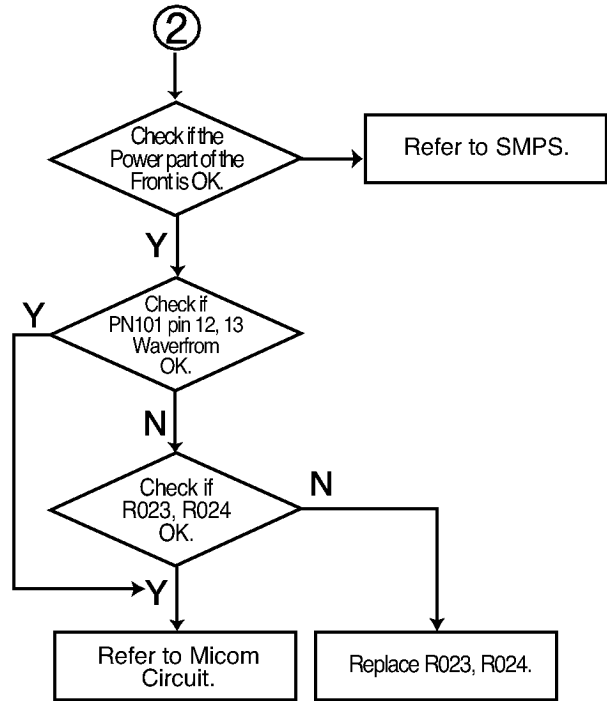 2
Check if the
Power part of the
Front is OK.
Refer to SMPS.
Y
Check if
PN101 pin 12, 13
Waverfrom
OK.
Y
N
Check if
R023, R024
OK.
N
Y
Refer to Micom
Circuit.
Replace R023, R024.